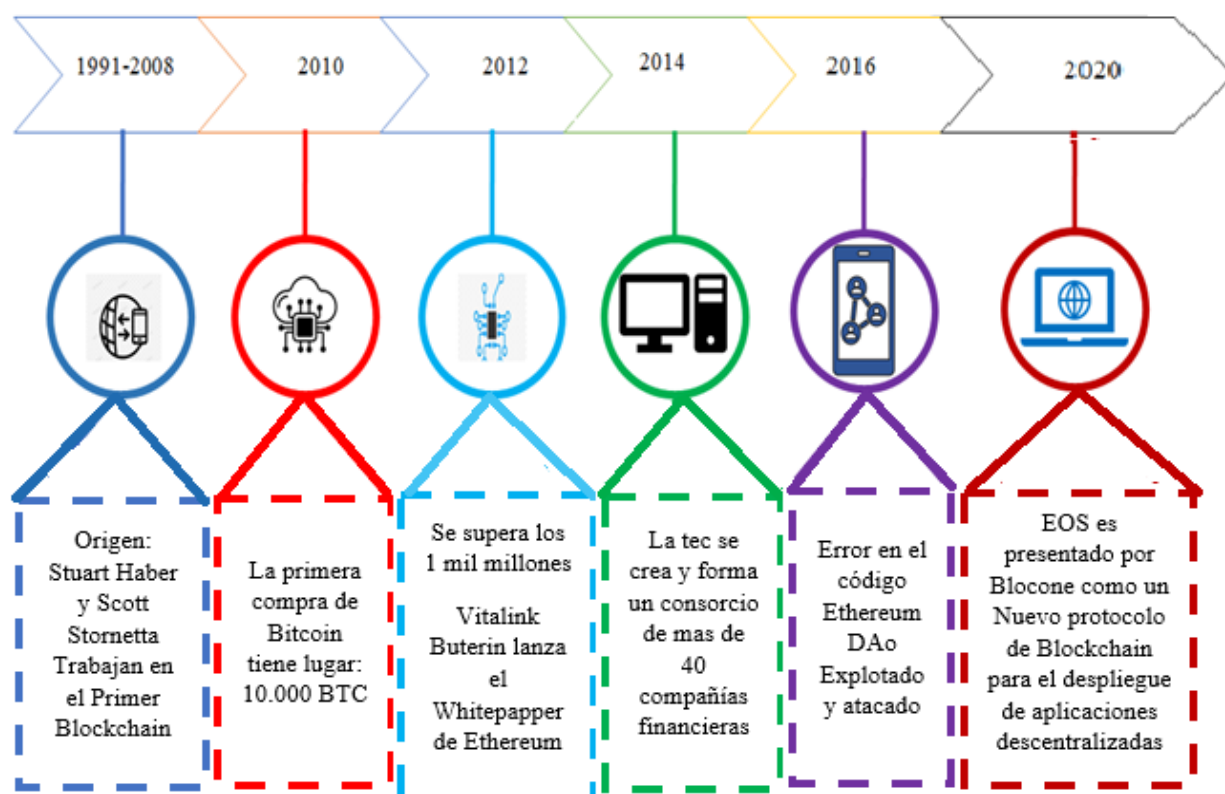 1991-2008
2010
2012
2014
2016
2020
Origen:
Stuart Haber
y Scott
Stornetta
Trabajan en
el Primer
Blockchain
La primera
compra de
Bitcoin
tiene lugar:
10.000 BTC
Se supera los
1 mil millones
Vitalink
Buterin lanza
el
Whitepapper
de Ethereum
La tec se
crea y forma
un consorcio
de mas de
40
compañías
financieras
Error en el
código
Ethereum
DAo
Explotado
y atacado
EOS es
presentado por
Blocone como un
Nuevo protocolo
de Blockchain
para el despliegue
de aplicaciones
descentralizadas